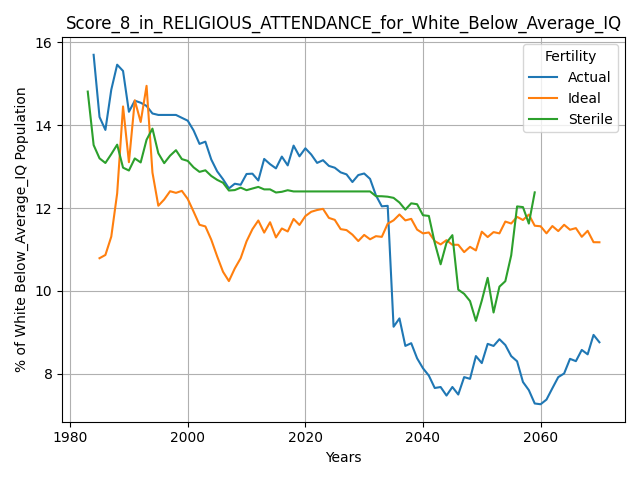 Score_8_in_RELIGIOUS_ATTENDANCE_for_White_Below_Average_IQ
% of White Below_Average_IQ Population
16
14
12
10
8
Fertility
Actual
Ideal
Sterile
1980
2000
2020
2040
2060
Years